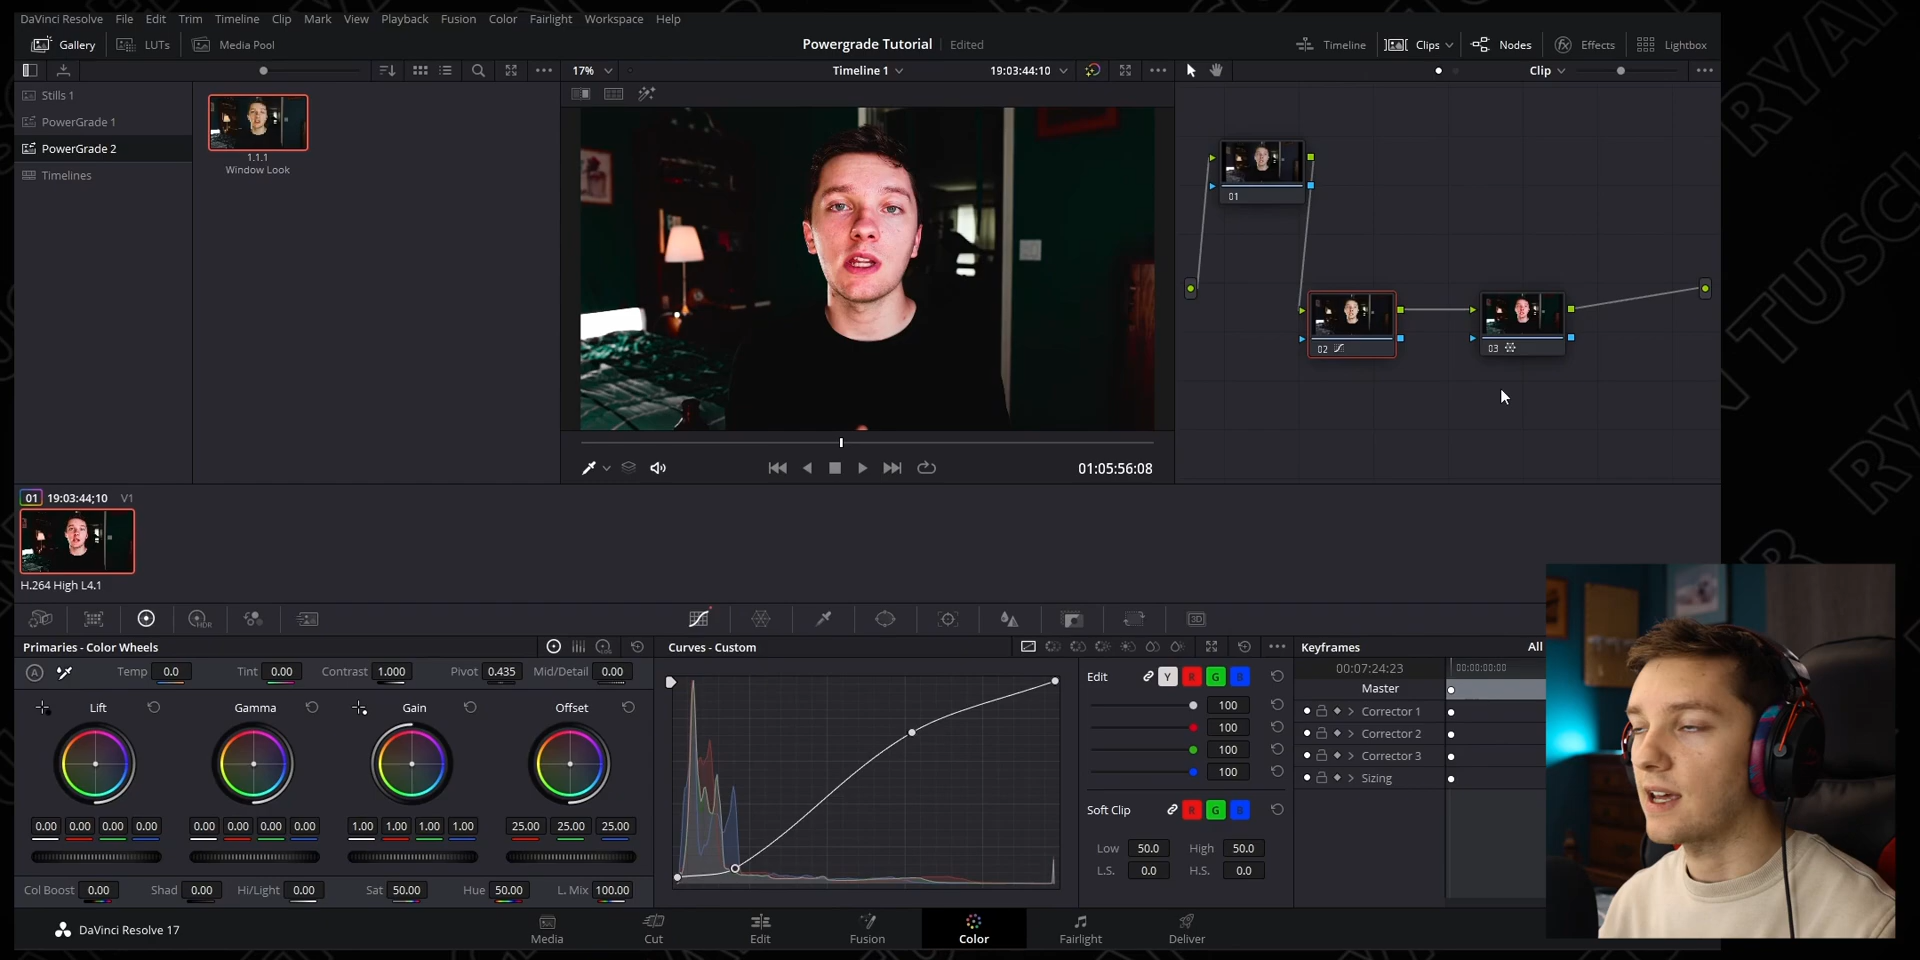 DaVinci Resolve File Edit Trim Timeline Clip Mark View Playback Fusion Color Fairlight Workspace Help
Gallery LUTs Media Pool Powergrade Tutorial Edited Timeline Clips Nodes Effects Lightbox
17% Timeline 1 19:03:44:10 Clip
Stills 1
PowerGrade 1
PowerGrade 2
Timelines
1.1.1
Window Look
01
02
03
01:05:56:08
01 19:03:44;10 V1
H.264 High L4.1
HDR
3D
Primaries - Color Wheels
Curves - Custom
Keyframes All
Temp 0.0 Tint 0.00 Contrast 1.000 Pivot 0.435 Mid/Detail 0.00
Lift Gamma Gain Offset
0.00 0.00 0.00 0.00 0.00 0.00 0.00 0.00 1.00 1.00 1.00 1.00 25.00 25.00 25.00
Col Boost 0.00 Shad 0.00 Hi/Light 0.00 Sat 50.00 Hue 50.00 L. Mix 100.00
Edit Y R G B
100
100
100
100
Soft Clip R G B
Low 50.0 High 50.0
L.S. 0.0 H.S. 0.0
00:07:24:23 00:00:00:00
Master
Corrector 1
Corrector 2
Corrector 3
Sizing
DaVinci Resolve 17
Media Cut Edit Fusion Color Fairlight Deliver